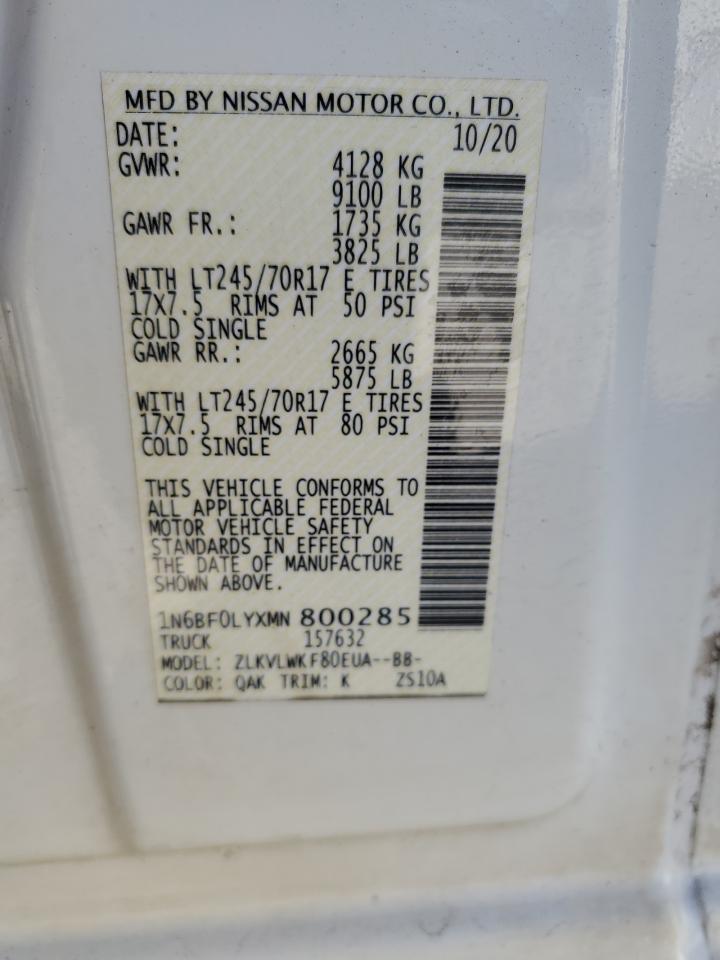 MFD BY NISSAN MOTOR CO., LTD.
DATE: 10/20
GVWR: 4128 KG
9100 LB
GAWR FR.: 1735 KG
3825 LB
WITH LT245/70R17 E TIRES
17X7.5 RIMS AT 50 PSI
COLD SINGLE
GAWR RR.: 2665 KG
5875 LB
WITH LT245/70R17 E TIRES
17X7.5 RIMS AT 80 PSI
COLD SINGLE
THIS VEHICLE CONFORMS TO
ALL APPLICABLE FEDERAL
MOTOR VEHICLE SAFETY
STANDARDS IN EFFECT ON
THE DATE OF MANUFACTURE
SHOWN ABOVE.
1N6BF0LYXMN 800285
TRUCK 157632
MODEL: ZLKVLWKF80EUA--BB-
COLOR: QAK TRIM: K ZS10A